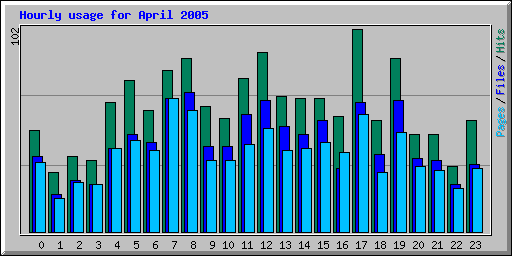 Hourly usage for April 2005
102
Pages / Files / Hits
0 1 2 3 4 5 6 7 8 9 10 11 12 13 14 15 16 17 18 19 20 21 22 23